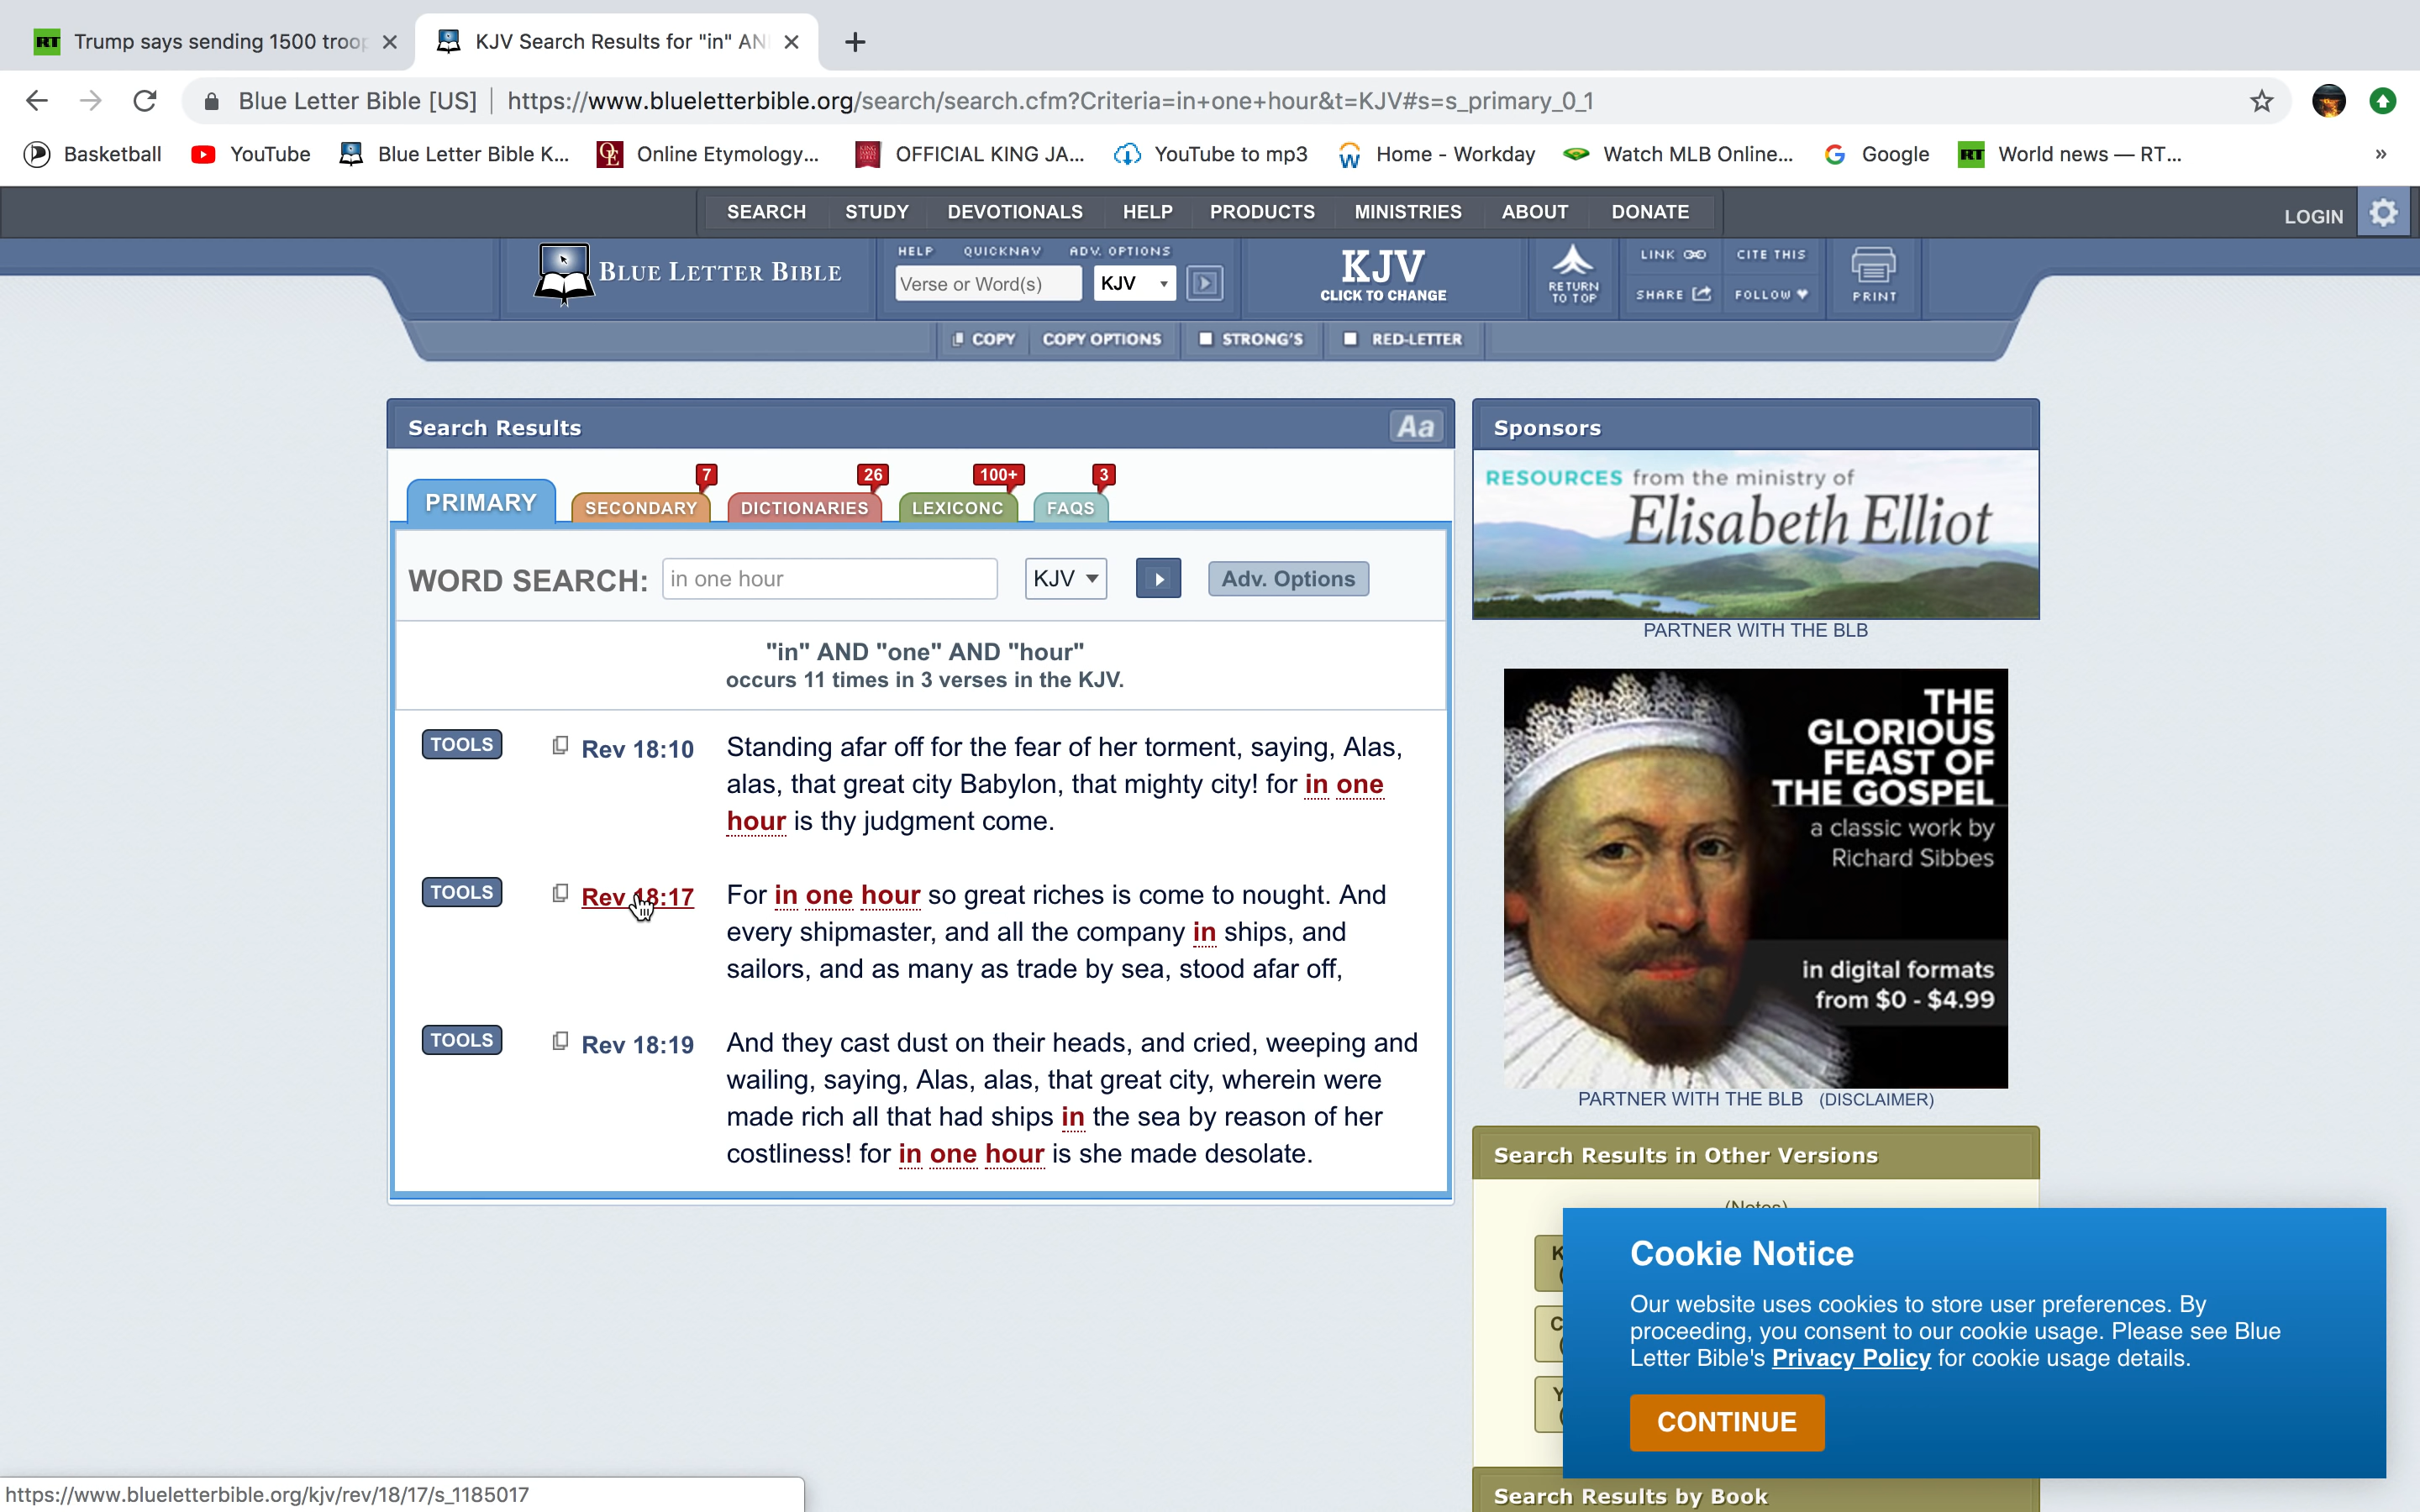 Trump says sending 1500 troop
KJV Search Results for "in" AN
Blue Letter Bible [US] https://www.blueletterbible.org/search/search.cfm?Criteria=in+one+hour&t=KJV#s=s_primary_0_1
Basketball YouTube Blue Letter Bible K... Online Etymology... OFFICIAL KING JA... YouTube to mp3 Home - Workday Watch MLB Online... Google World news — RT... »
SEARCH STUDY DEVOTIONALS HELP PRODUCTS MINISTRIES ABOUT DONATE LOGIN
HELP QUICKNAV ADV. OPTIONS
BLUE LETTER BIBLE
Verse or Word(s) KJV
KJV
CLICK TO CHANGE
RETURN
TO TOP
LINK CITE THIS
SHARE FOLLOW
PRINT
COPY COPY OPTIONS STRONG'S RED-LETTER
Search Results Aa
7 26 100+ 3
PRIMARY SECONDARY DICTIONARIES LEXICONC FAQS
WORD SEARCH: in one hour KJV Adv. Options
"in" AND "one" AND "hour"
occurs 11 times in 3 verses in the KJV.
TOOLS Rev 18:10 Standing afar off for the fear of her torment, saying, Alas,
alas, that great city Babylon, that mighty city! for in one
hour is thy judgment come.
TOOLS Rev 18:17 For in one hour so great riches is come to nought. And
every shipmaster, and all the company in ships, and
sailors, and as many as trade by sea, stood afar off,
TOOLS Rev 18:19 And they cast dust on their heads, and cried, weeping and
wailing, saying, Alas, alas, that great city, wherein were
made rich all that had ships in the sea by reason of her
costliness! for in one hour is she made desolate.
Sponsors
RESOURCES from the ministry of
Elisabeth Elliot
PARTNER WITH THE BLB
THE
GLORIOUS
FEAST OF
THE GOSPEL
a classic work by
Richard Sibbes
in digital formats
from $0 - $4.99
PARTNER WITH THE BLB (DISCLAIMER)
Search Results in Other Versions
(Notes)
Cookie Notice
Our website uses cookies to store user preferences. By
proceeding, you consent to our cookie usage. Please see Blue
Letter Bible's Privacy Policy for cookie usage details.
CONTINUE
Search Results by Book
https://www.blueletterbible.org/kjv/rev/18/17/s_1185017